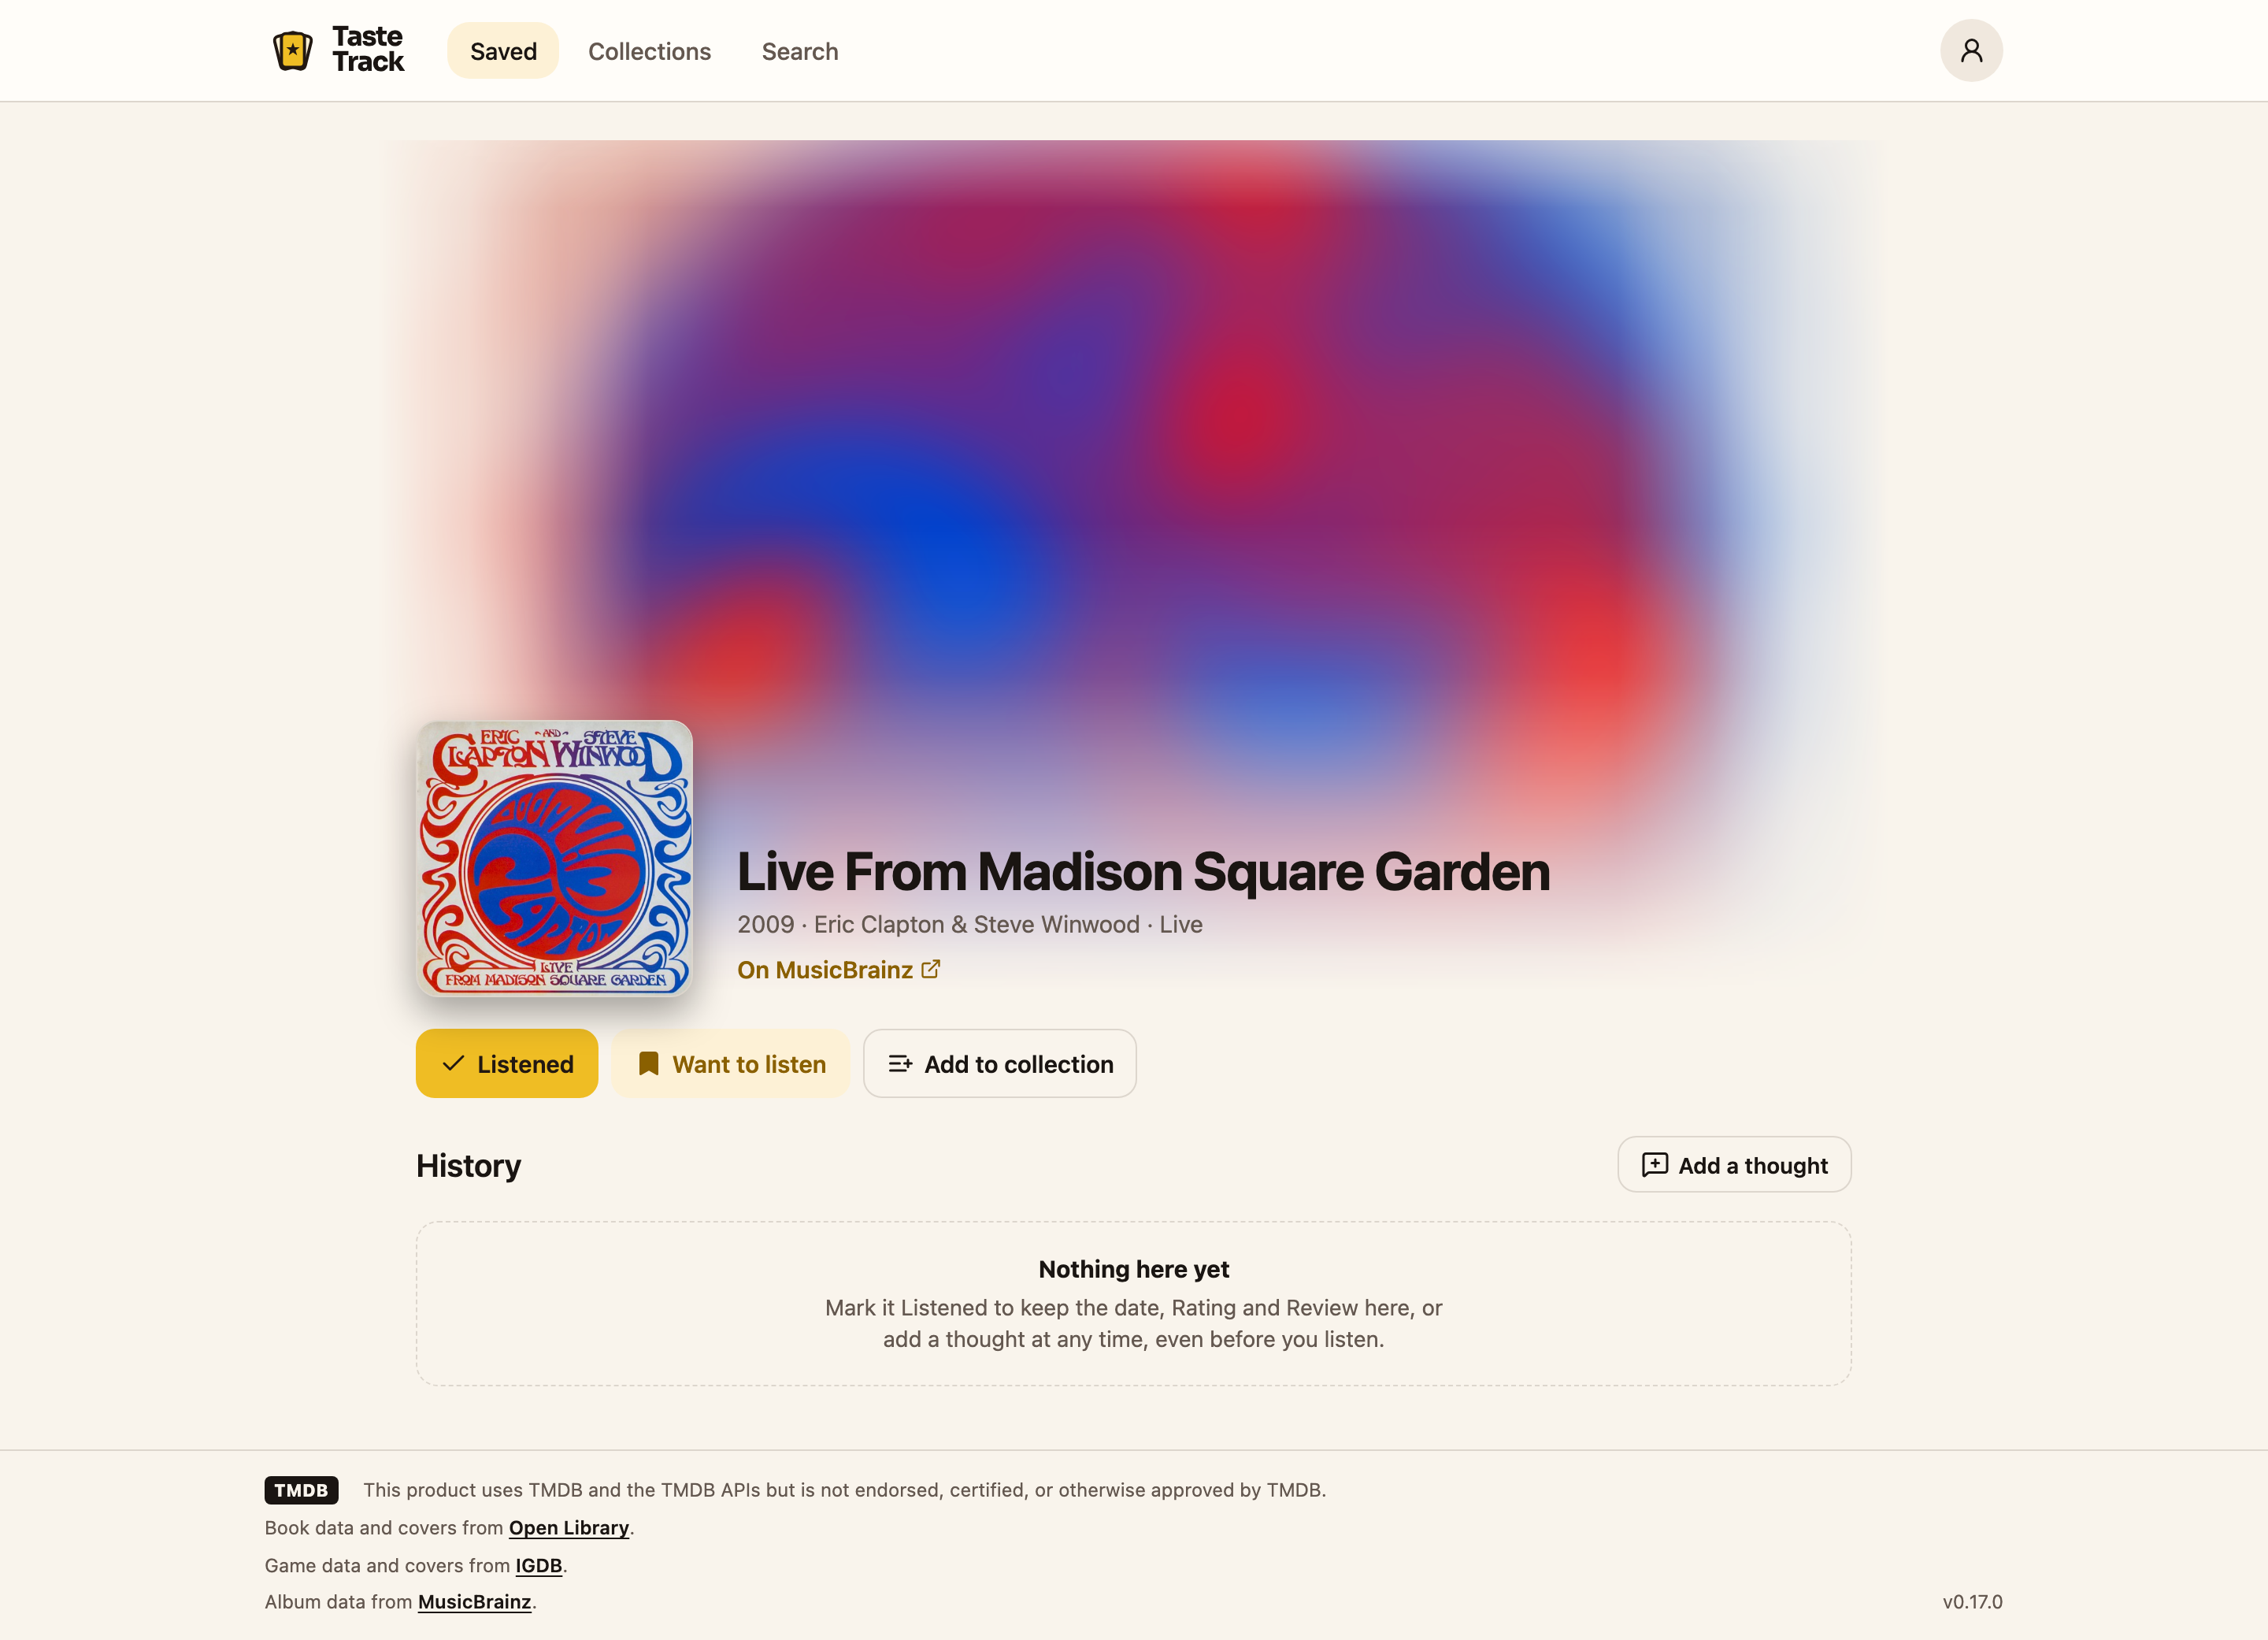 Taste
Track
Saved
Collections
Search
ERIC AND STEVE
CLAPTON WINWOOD
LIVE
FROM MADISON SQUARE GARDEN
Live From Madison Square Garden
2009 · Eric Clapton & Steve Winwood · Live
On MusicBrainz
Listened
Want to listen
Add to collection
History
Add a thought
Nothing here yet
Mark it Listened to keep the date, Rating and Review here, or
add a thought at any time, even before you listen.
TMDB
This product uses TMDB and the TMDB APIs but is not endorsed, certified, or otherwise approved by TMDB.
Book data and covers from Open Library.
Game data and covers from IGDB.
Album data from MusicBrainz.
v0.17.0